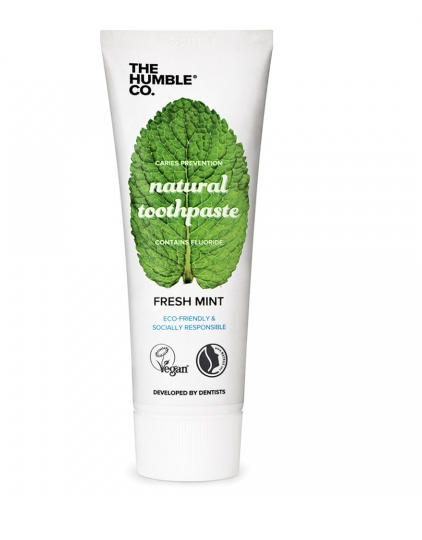 THE
HUMBLE®
CO.
CARIES PREVENTION
natural
toothpaste
CONTAINS FLUORIDE
FRESH MINT
ECO-FRIENDLY &
SOCIALLY RESPONSIBLE
Vegan
DEVELOPED BY DENTISTS